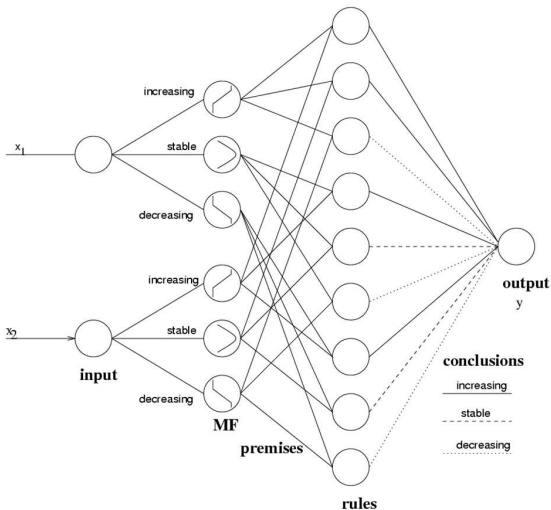 increasing
x1
stable
decreasing
increasing
output
y
x2
stable
conclusions
input
increasing
decreasing
stable
MF
premises
decreasing
rules